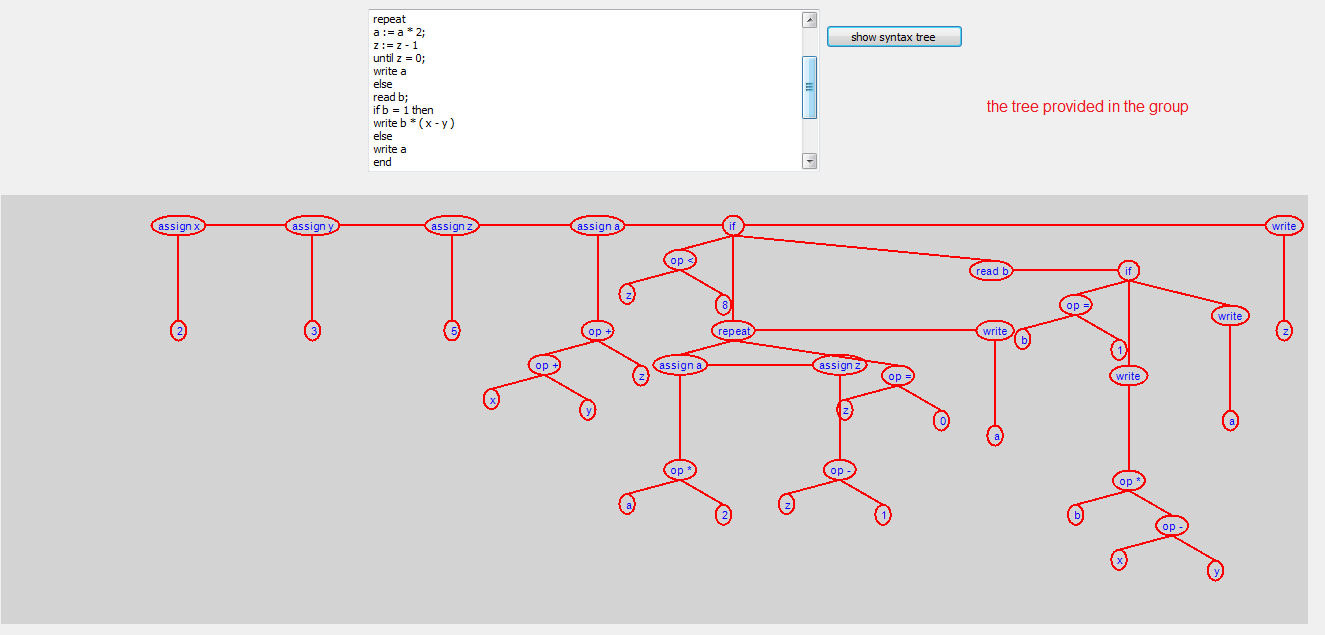 repeat
a := a * 2;
z := z - 1
until z = 0;
write a
else
read b;
if b = 1 then
write b * ( x - y )
else
write a
end
show syntax tree
the tree provided in the group
assign x assign y assign z assign a if write
op < read b if
z 8 op = write
2 3 5 op + repeat write b 1 z
op + z assign a assign z op = write
x y z 0 a a
op * op - op *
a 2 z 1 b op -
x y